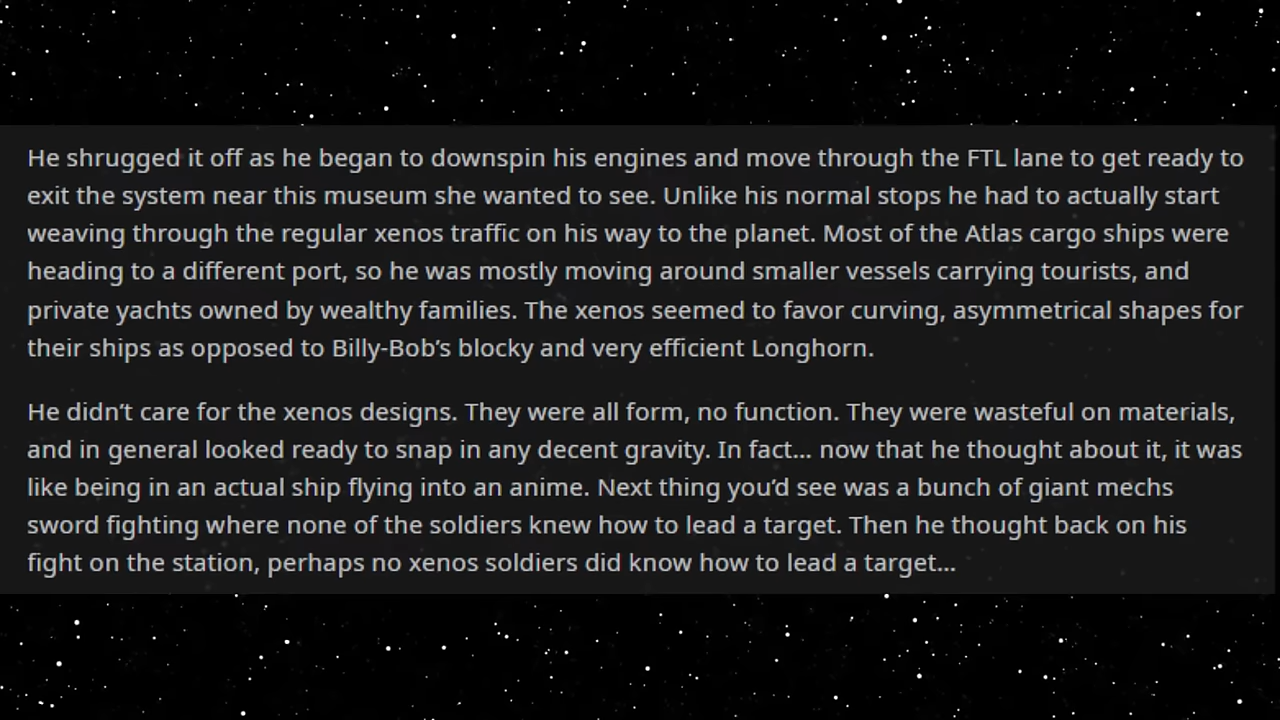 He shrugged it off as he began to downspin his engines and move through the FTL lane to get ready to
exit the system near this museum she wanted to see. Unlike his normal stops he had to actually start
weaving through the regular xenos traffic on his way to the planet. Most of the Atlas cargo ships were
heading to a different port, so he was mostly moving around smaller vessels carrying tourists, and
private yachts owned by wealthy families. The xenos seemed to favor curving, asymmetrical shapes for
their ships as opposed to Billy-Bob’s blocky and very efficient Longhorn.
He didn’t care for the xenos designs. They were all form, no function. They were wasteful on materials,
and in general looked ready to snap in any decent gravity. In fact... now that he thought about it, it was
like being in an actual ship flying into an anime. Next thing you’d see was a bunch of giant mechs
sword fighting where none of the soldiers knew how to lead a target. Then he thought back on his
fight on the station, perhaps no xenos soldiers did know how to lead a target...